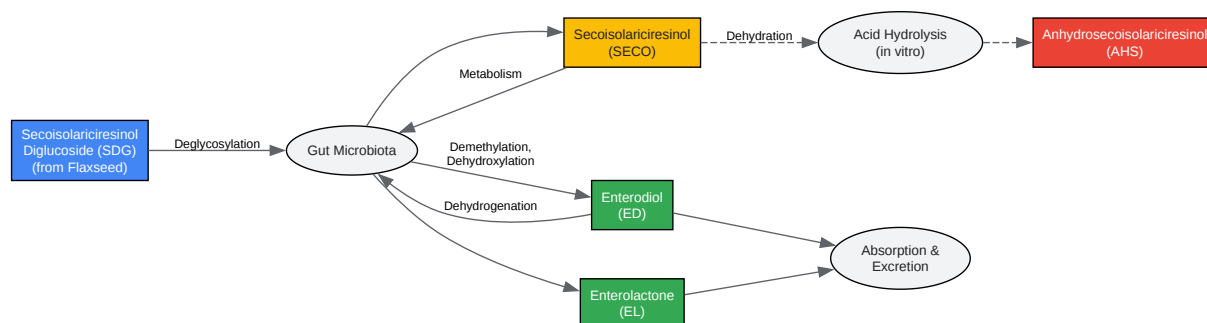 Secoisolariciresinol
Diglucoside (SDG)
(from Flaxseed)
Deglycosylation
Gut Microbiota
Metabolism
Secoisolariciresinol
(SECO)
Dehydration
Acid Hydrolysis
(in vitro)
Anhydrosecoisolariciresinol
(AHS)
Demethylation,
Dehydroxylation
Dehydrogenation
Enterodiol
(ED)
Enterolactone
(EL)
Absorption &
Excretion